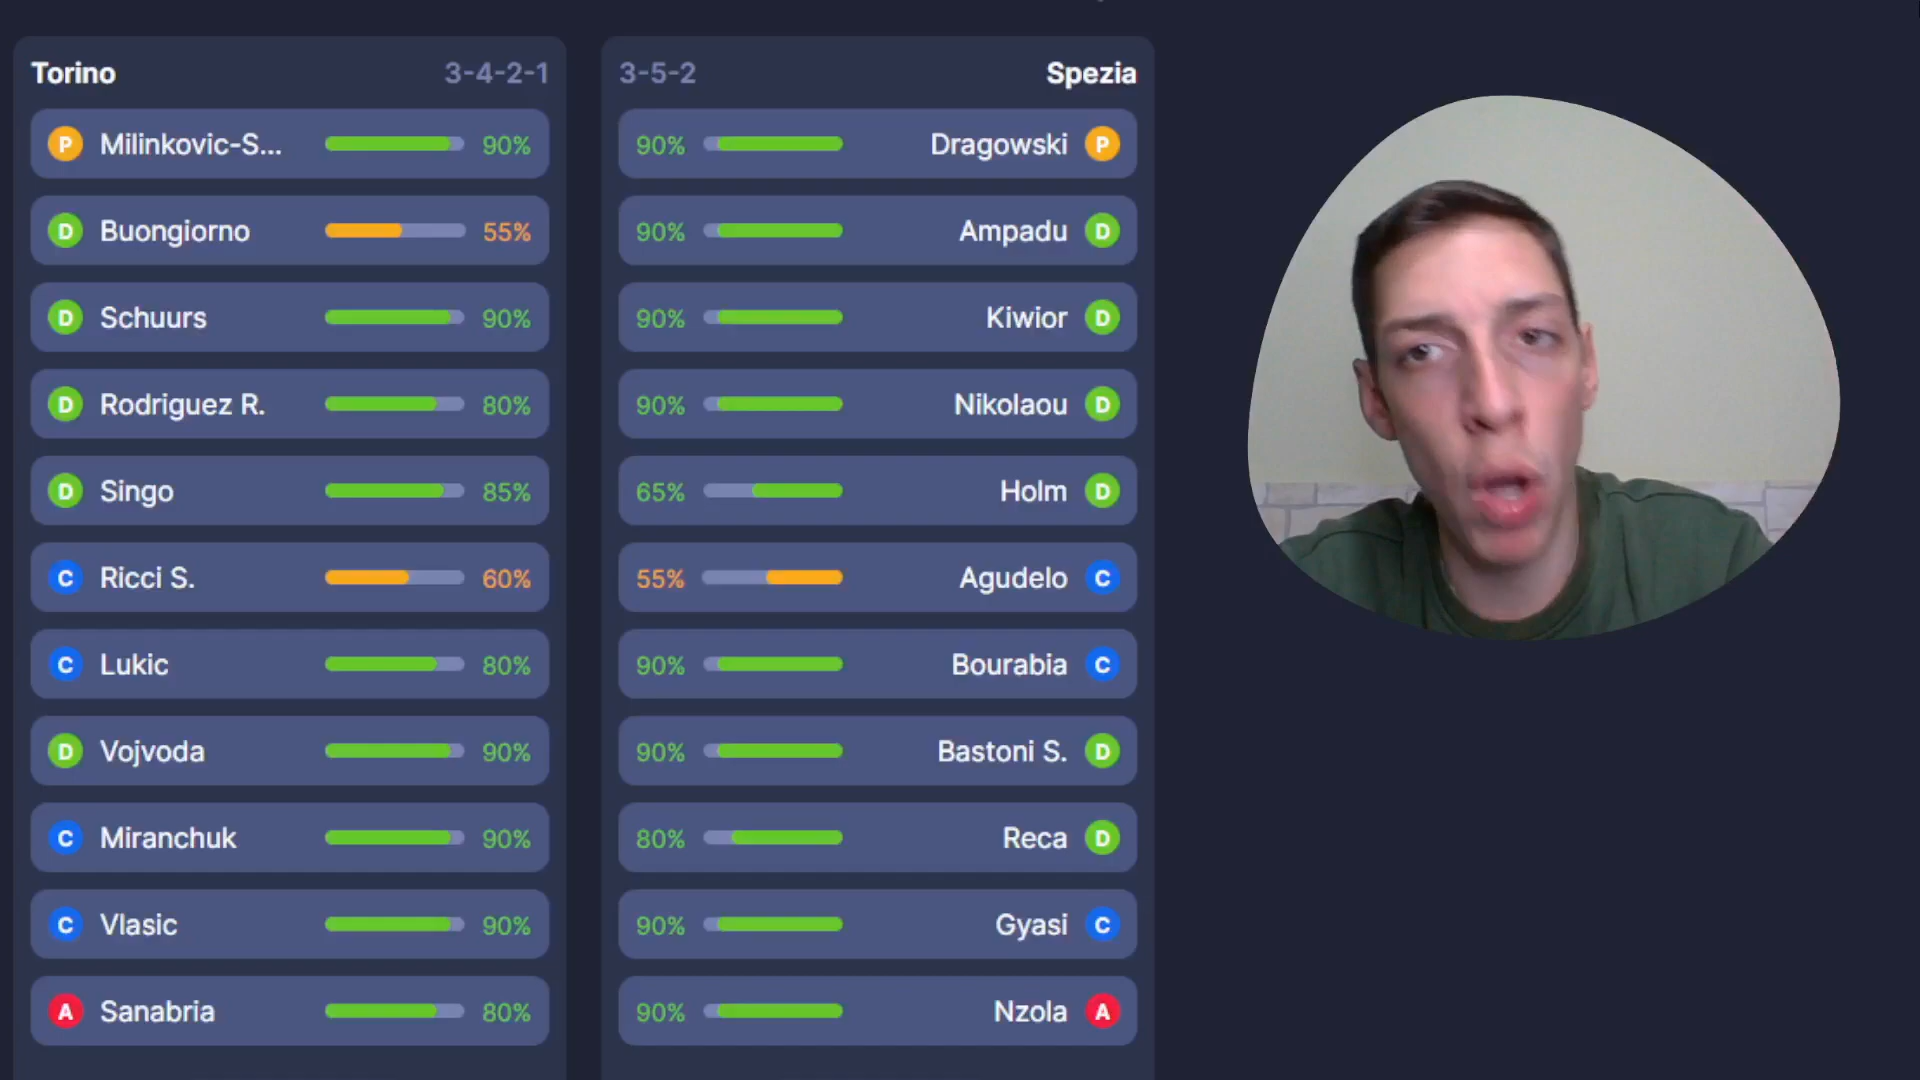 Torino 3-4-2-1
P Milinkovic-S... 90%
D Buongiorno 55%
D Schuurs 90%
D Rodriguez R. 80%
D Singo 85%
C Ricci S. 60%
C Lukic 80%
D Vojvoda 90%
C Miranchuk 90%
C Vlasic 90%
A Sanabria 80%
3-5-2 Spezia
90% Dragowski P
90% Ampadu D
90% Kiwior D
90% Nikolaou D
65% Holm D
55% Agudelo C
90% Bourabia C
90% Bastoni S. D
80% Reca D
90% Gyasi C
90% Nzola A